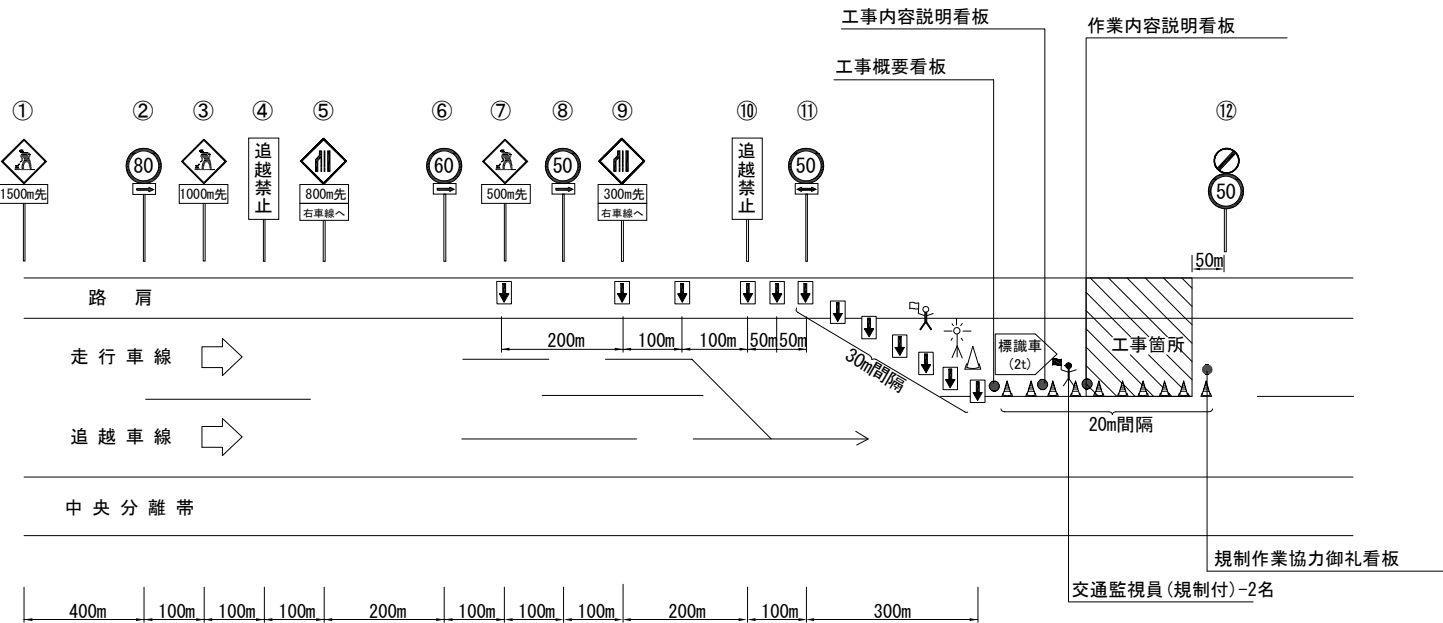 工事内容説明看板
作業内容説明看板
工事概要看板
① ② ③ ④ ⑤ ⑥ ⑦ ⑧ ⑨ ⑩ ⑪ ⑫
1500m先
80
1000m先
追越禁止
800m先
右車線へ
60
500m先
50
300m先
右車線へ
追越禁止
50
50
50m
路肩
200m 100m 100m 50m 50m
走行車線
30m間隔
標識車
(2t)
工事箇所
20m間隔
追越車線
中央分離帯
規制作業協力御礼看板
交通監視員(規制付)-2名
400m 100m 100m 100m 200m 100m 100m 100m 200m 100m 300m